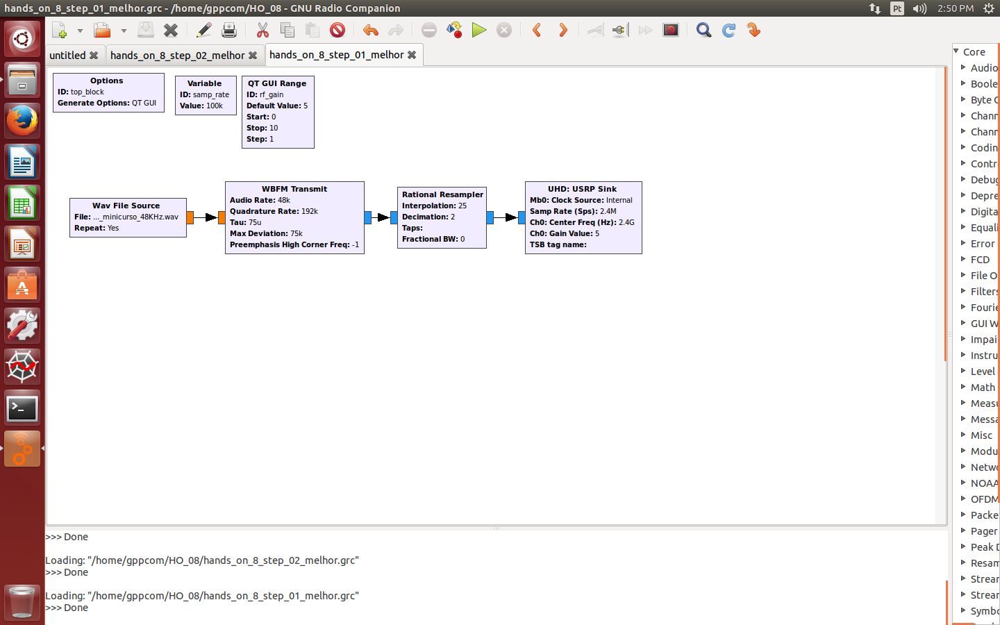 hands_on_8_step_01_melhor.grc - /home/gppcom/HO_08 - GNU Radio Companion
Pt
2:50 PM
untitled
hands_on_8_step_02_melhor
hands_on_8_step_01_melhor
Options
ID: top_block
Generate Options: QT GUI
Variable
ID: samp_rate
Value: 100k
QT GUI Range
ID: rf_gain
Default Value: 5
Start: 0
Stop: 10
Step: 1
Wav File Source
File: ..._minicurso_48KHz.wav
Repeat: Yes
WBFM Transmit
Audio Rate: 48k
Quadrature Rate: 192k
Tau: 75u
Max Deviation: 75k
Preemphasis High Corner Freq: -1
Rational Resampler
Interpolation: 25
Decimation: 2
Taps:
Fractional BW: 0
UHD: USRP Sink
Mb0: Clock Source: Internal
Samp Rate (Sps): 2.4M
Ch0: Center Freq (Hz): 2.4G
Ch0: Gain Value: 5
TSB tag name:
Core
Audio
Boole
Byte C
Chann
Chann
Codin
Contr
Debug
Depre
Digita
Equali
Error
FCD
File O
Filters
Fourie
GUI W
Impai
Instru
Level
Math
Measu
Messa
Misc
Modu
Netwo
NOAA
OFDM
Packe
Pager
Peak D
Resam
Strear
Strear
Symbo
>>> Done
Loading: "/home/gppcom/HO_08/hands_on_8_step_02_melhor.grc"
>>> Done
Loading: "/home/gppcom/HO_08/hands_on_8_step_01_melhor.grc"
>>> Done